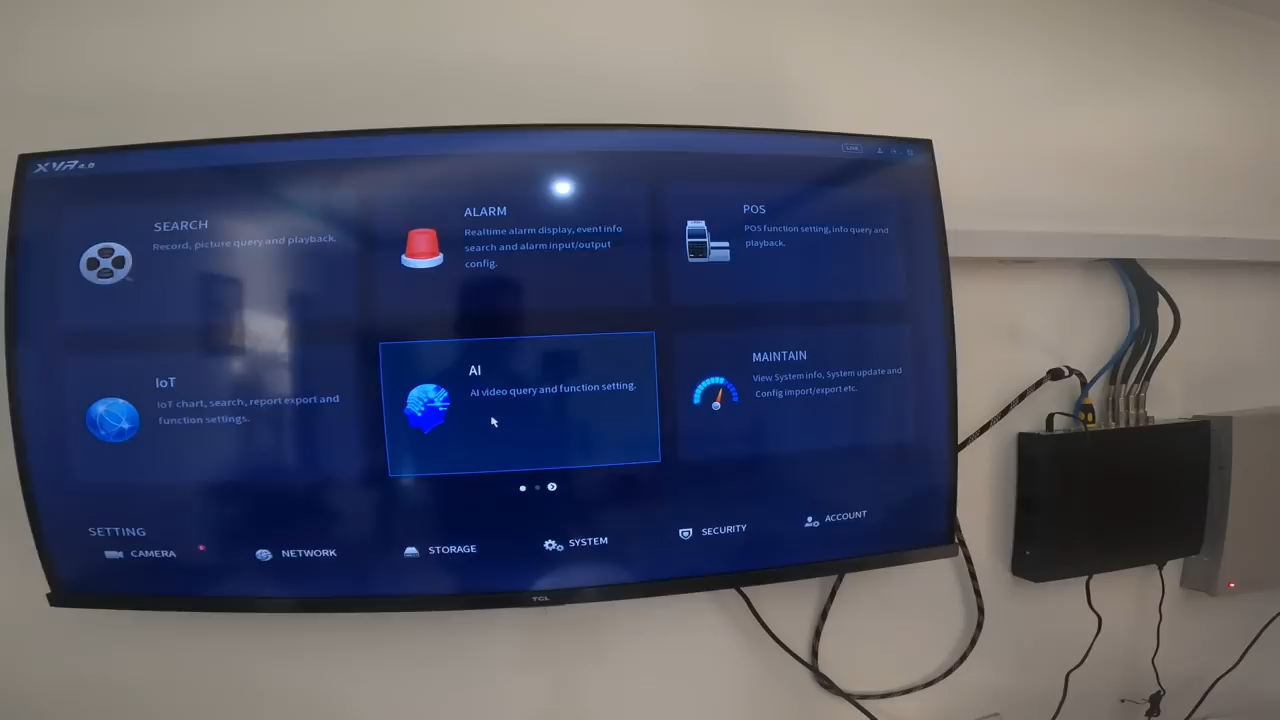 XVR 4.0
Live
SEARCH
Record, picture query and playback.
ALARM
Realtime alarm display, event info
search and alarm input/output
config.
POS
POS function setting, info query and
playback.
IoT
IoT chart, search, report export and
function settings.
AI
AI video query and function setting.
MAINTAIN
View System info, System update and
Config import/export etc.
SETTING
CAMERA
NETWORK
STORAGE
SYSTEM
SECURITY
ACCOUNT
TCL